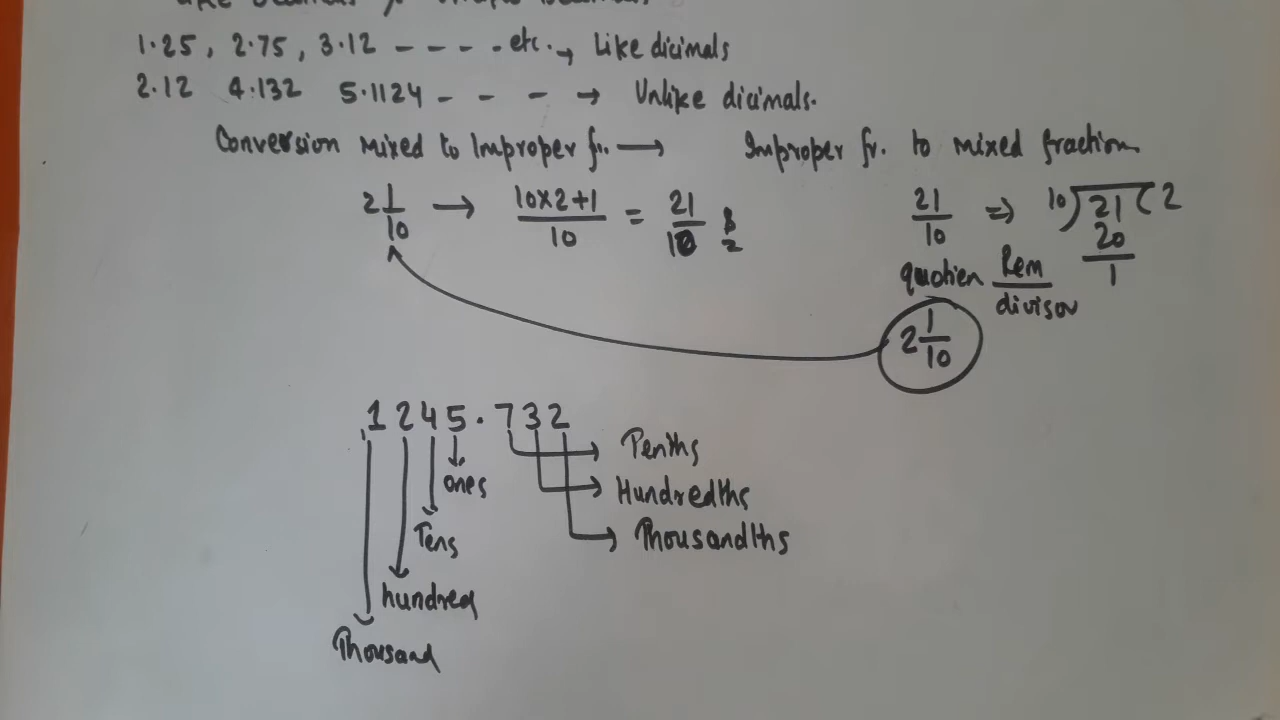 1.25, 2.75, 3.12 - - - - etc. → Like dicimals
2.12 4.132 5.1124 - - - → Unlike dicimals.
Conversion mixed to Improper fr. → Improper fr. to mixed fraction
2 1/10 → 10x2+1/10 = 21/10
21/10 ⇒ 10)21(2
20
1
quotien Rem/divisor
2 1/10
1245.732
Tenths
ones
Hundredths
Tens
Thousandths
hundred
Thousand